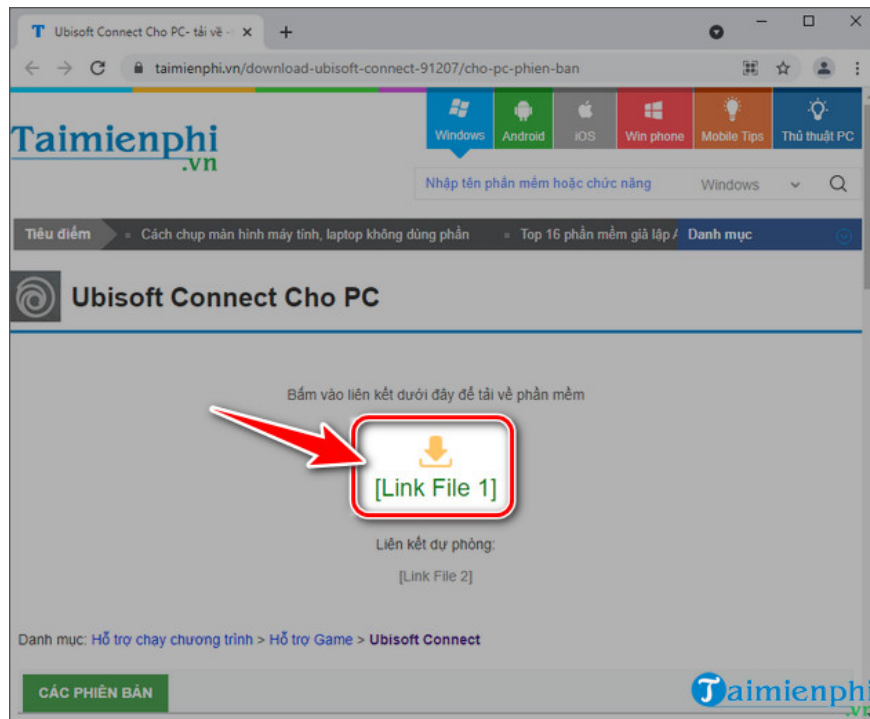 Ubisoft Connect Cho PC- tải về -
taimienphi.vn/download-ubisoft-connect-91207/cho-pc-phien-ban
Taimienphi
.vn
Windows
Android
iOS
Win phone
Mobile Tips
Thủ thuật PC
Nhập tên phần mềm hoặc chức năng
Windows
Tiêu điểm
Cách chụp màn hình máy tính, laptop không dùng phần
Top 16 phần mềm giả lập
Danh mục
Ubisoft Connect Cho PC
Bấm vào liên kết dưới đây để tải về phần mềm
[Link File 1]
Liên kết dự phòng:
[Link File 2]
Danh mục: Hỗ trợ chạy chương trình > Hỗ trợ Game > Ubisoft Connect
CÁC PHIÊN BẢN
Taimienphi
.vn